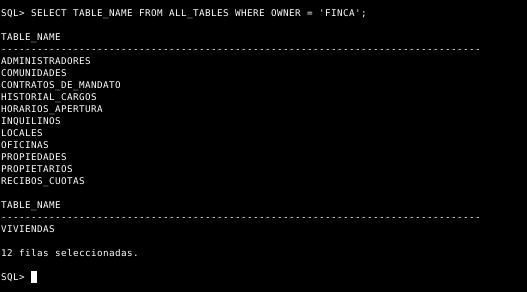 SQL> SELECT TABLE_NAME FROM ALL_TABLES WHERE OWNER = 'FINCA';
TABLE_NAME
--------------------------------------------------------------------------------
ADMINISTRADORES
COMUNIDADES
CONTRATOS_DE_MANDATO
HISTORIAL_CARGOS
HORARIOS_APERTURA
INQUILINOS
LOCALES
OFICINAS
PROPIEDADES
PROPIETARIOS
RECIBOS_CUOTAS
TABLE_NAME
--------------------------------------------------------------------------------
VIVIENDAS
12 filas seleccionadas.
SQL>